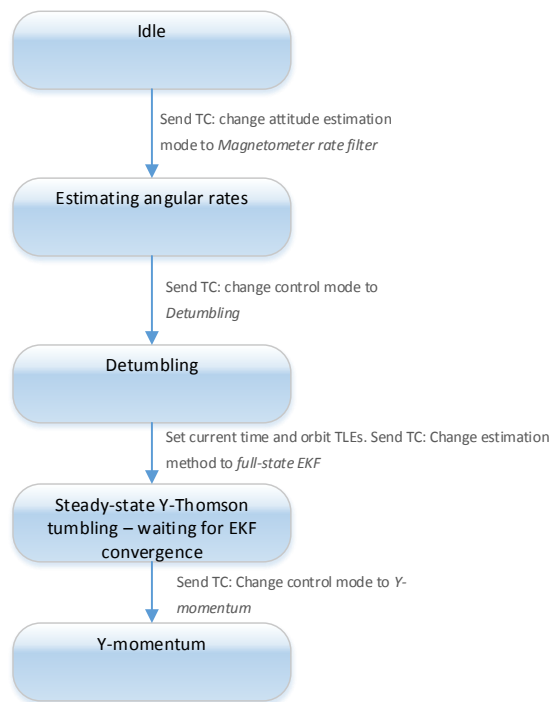 Idle
Send TC: change attitude estimation
mode to Magnetometer rate filter
Estimating angular rates
Send TC: change control mode to
Detumbling
Detumbling
Set current time and orbit TLEs. Send TC: Change estimation
method to full-state EKF
Steady-state Y-Thomson
tumbling – waiting for EKF
convergence
Send TC: Change control mode to Y-
momentum
Y-momentum